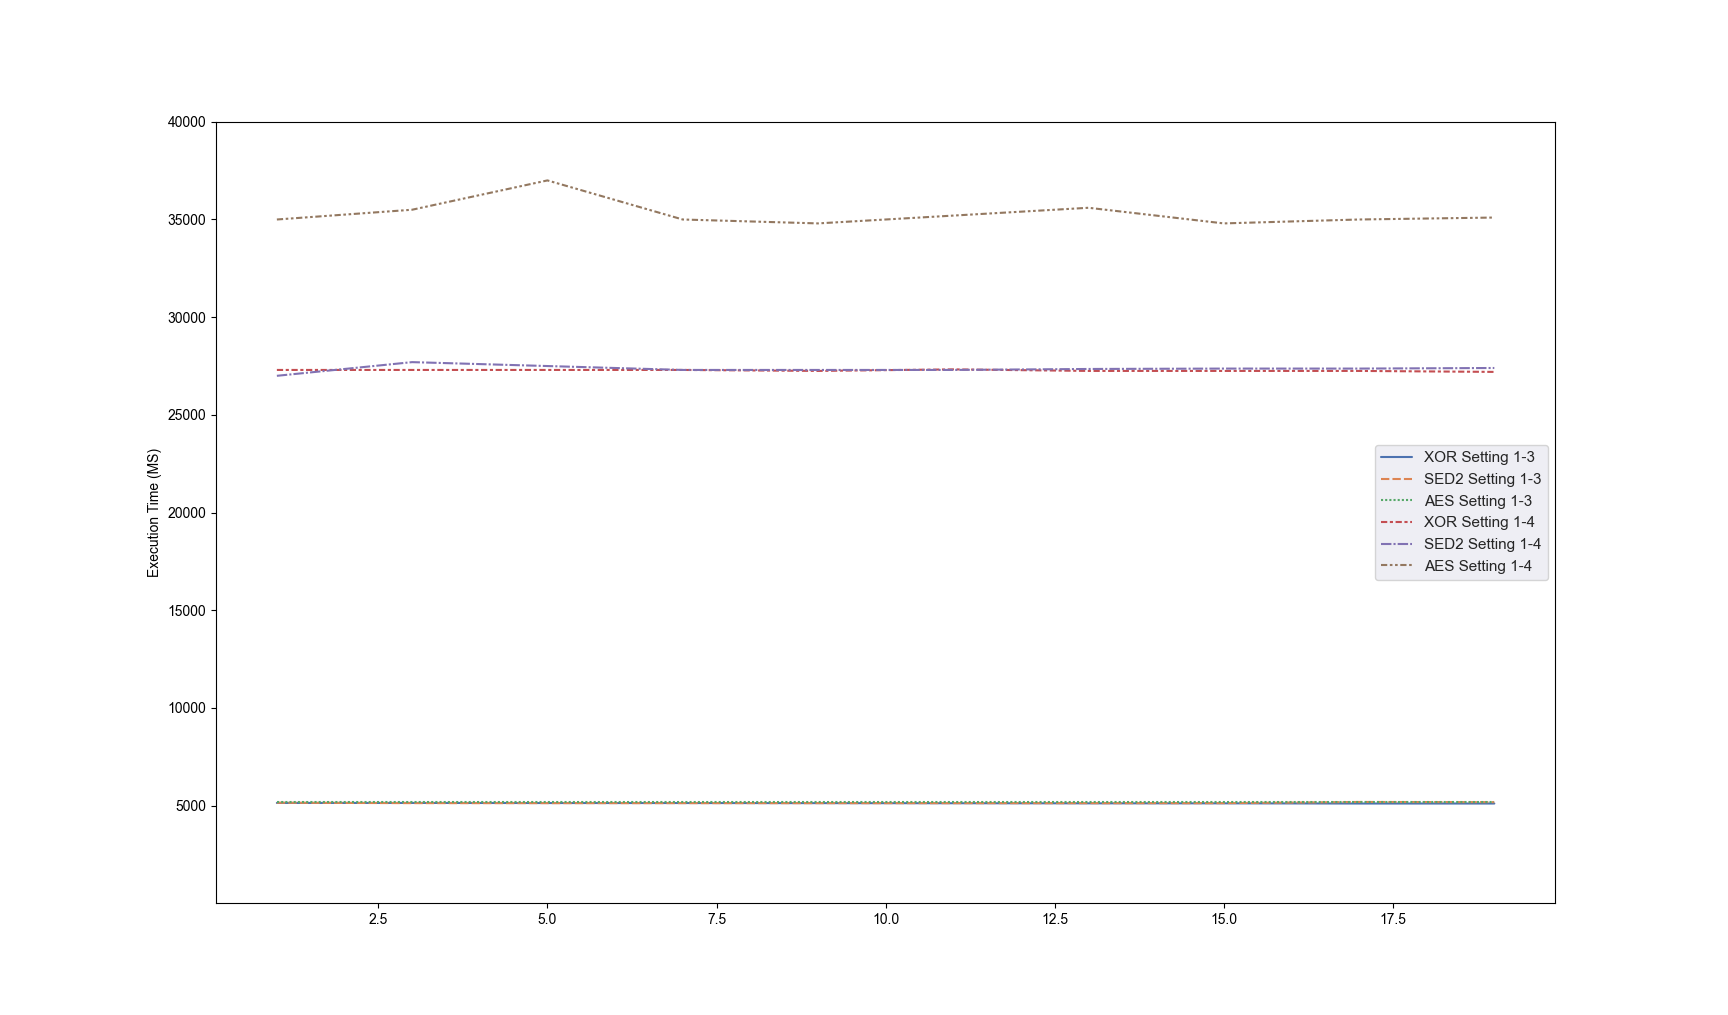 40000
35000
30000
25000
20000
15000
10000
5000
Execution Time (MS)
XOR Setting 1-3
SED2 Setting 1-3
AES Setting 1-3
XOR Setting 1-4
SED2 Setting 1-4
AES Setting 1-4
2.5 5.0 7.5 10.0 12.5 15.0 17.5